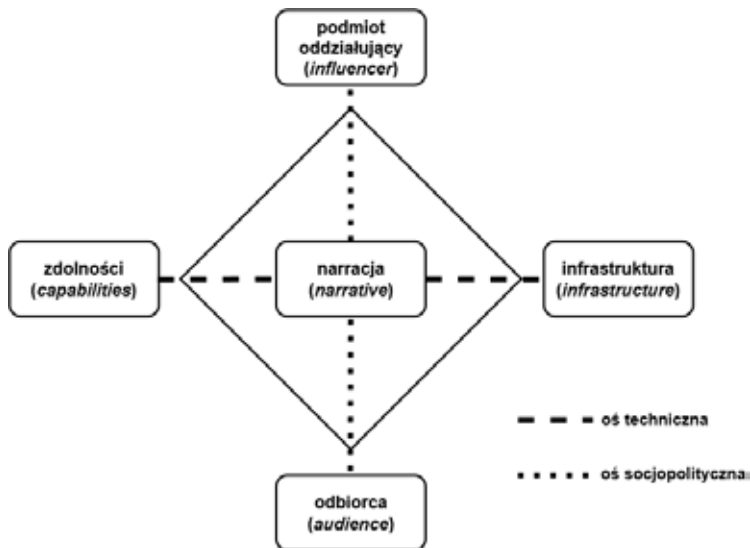 podmiot
oddziałujący
(influencer)
zdolności
(capabilities)
narracja
(narrative)
infrastruktura
(infrastructure)
oś techniczna
oś socjopolityczna
odbiorca
(audience)